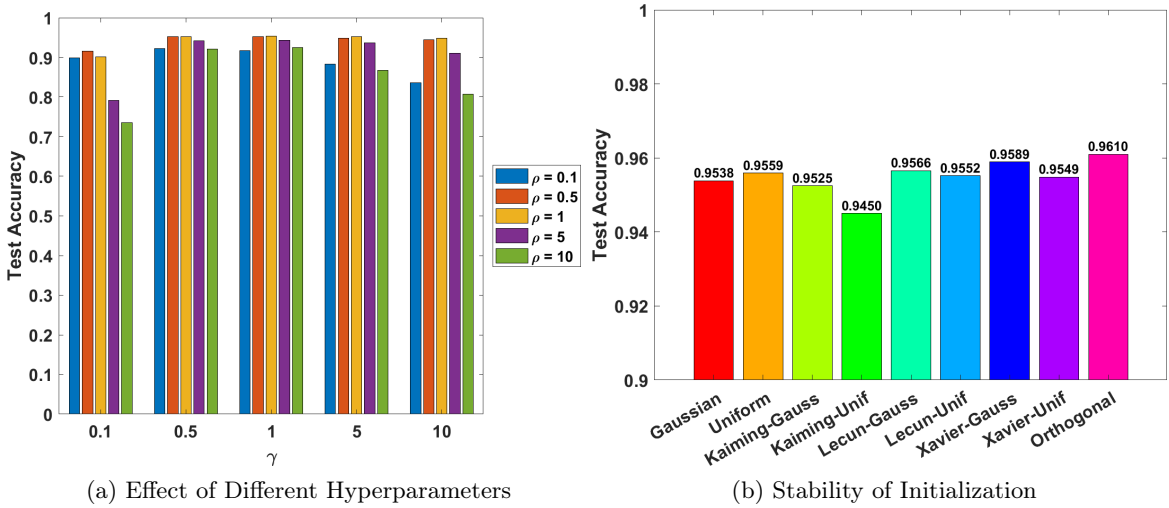 1
0.9
0.8
0.7
0.6
0.5
0.4
0.3
0.2
0.1
0
Test Accuracy
0.1 0.5 1 5 10
γ
ρ = 0.1
ρ = 0.5
ρ = 1
ρ = 5
ρ = 10
(a) Effect of Different Hyperparameters
1
0.98
0.96
0.94
0.92
0.9
Test Accuracy
0.9538
0.9559
0.9525
0.9450
0.9566
0.9552
0.9589
0.9549
0.9610
Gaussian
Uniform
Kaiming-Gauss
Kaiming-Unif
Lecun-Gauss
Lecun-Unif
Xavier-Gauss
Xavier-Unif
Orthogonal
(b) Stability of Initialization